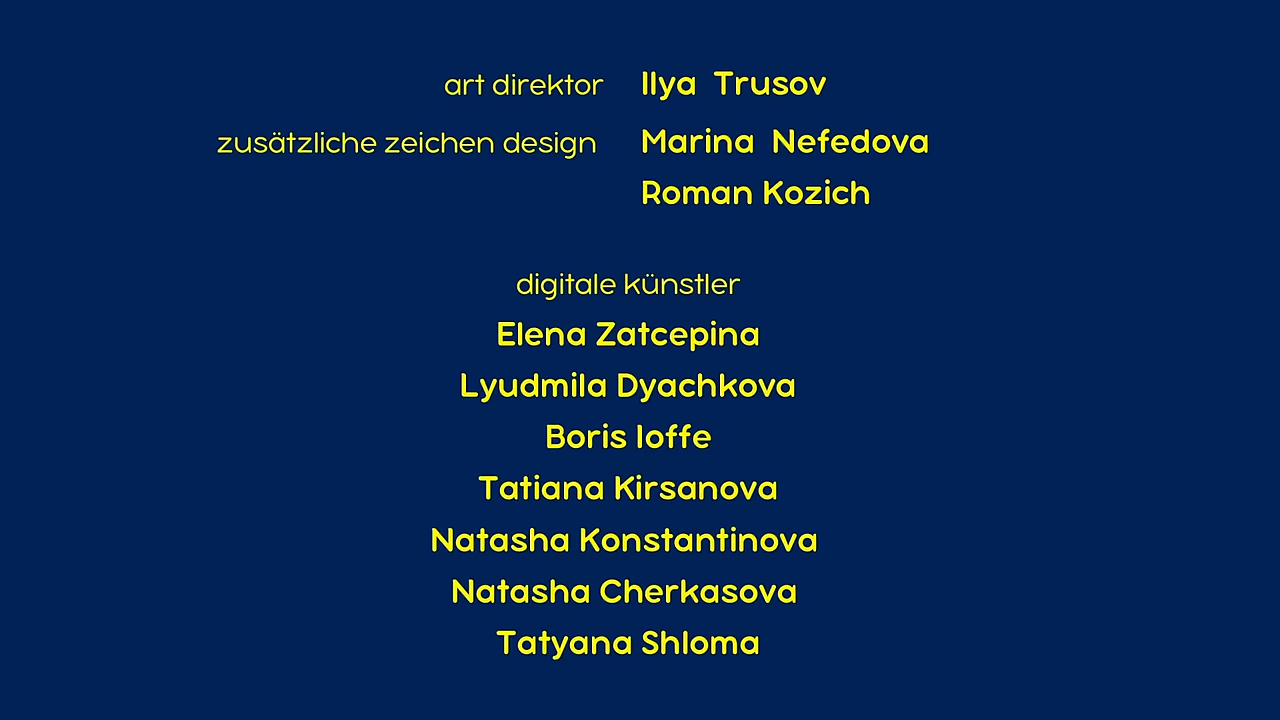 art direktor Ilya Trusov
zusätzliche zeichen design Marina Nefedova
Roman Kozich
digitale künstler
Elena Zatcepina
Lyudmila Dyachkova
Boris Ioffe
Tatiana Kirsanova
Natasha Konstantinova
Natasha Cherkasova
Tatyana Shloma